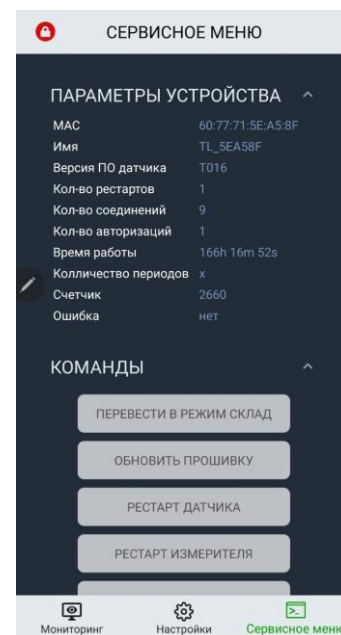 СЕРВИСНОЕ МЕНЮ
ПАРАМЕТРЫ УСТРОЙСТВА
MAC 60:77:71:5E:A5:8F
Имя TL_5EA58F
Версия ПО датчика T016
Кол-во рестартов 1
Кол-во соединений 9
Кол-во авторизаций 1
Время работы 166h 16m 52s
Колличество периодов x
Счетчик 2660
Ошибка нет
КОМАНДЫ
ПЕРЕВЕСТИ В РЕЖИМ СКЛАД
ОБНОВИТЬ ПРОШИВКУ
РЕСТАРТ ДАТЧИКА
РЕСТАРТ ИЗМЕРИТЕЛЯ
Мониторинг Настройки Сервисное меню